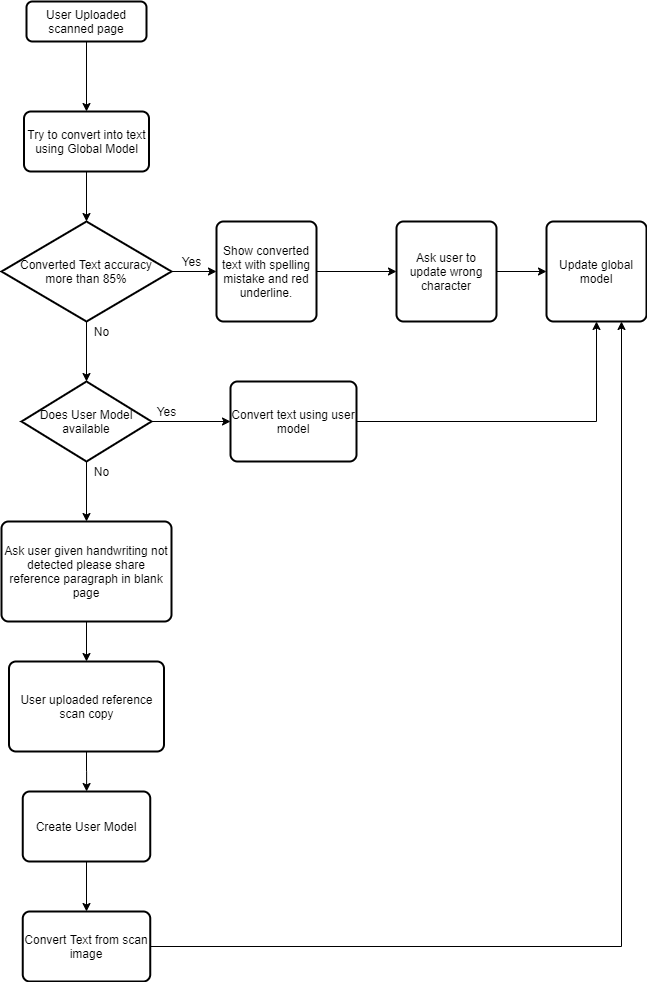 User Uploaded
scanned page
Try to convert into text
using Global Model
Converted Text accuracy
more than 85%
Yes
Show converted
text with spelling
mistake and red
underline.
Ask user to
update wrong
character
Update global
model
No
Does User Model
available
Yes
Convert text using user
model
No
Ask user given handwriting not
detected please share
reference paragraph in blank
page
User uploaded reference
scan copy
Create User Model
Convert Text from scan
image